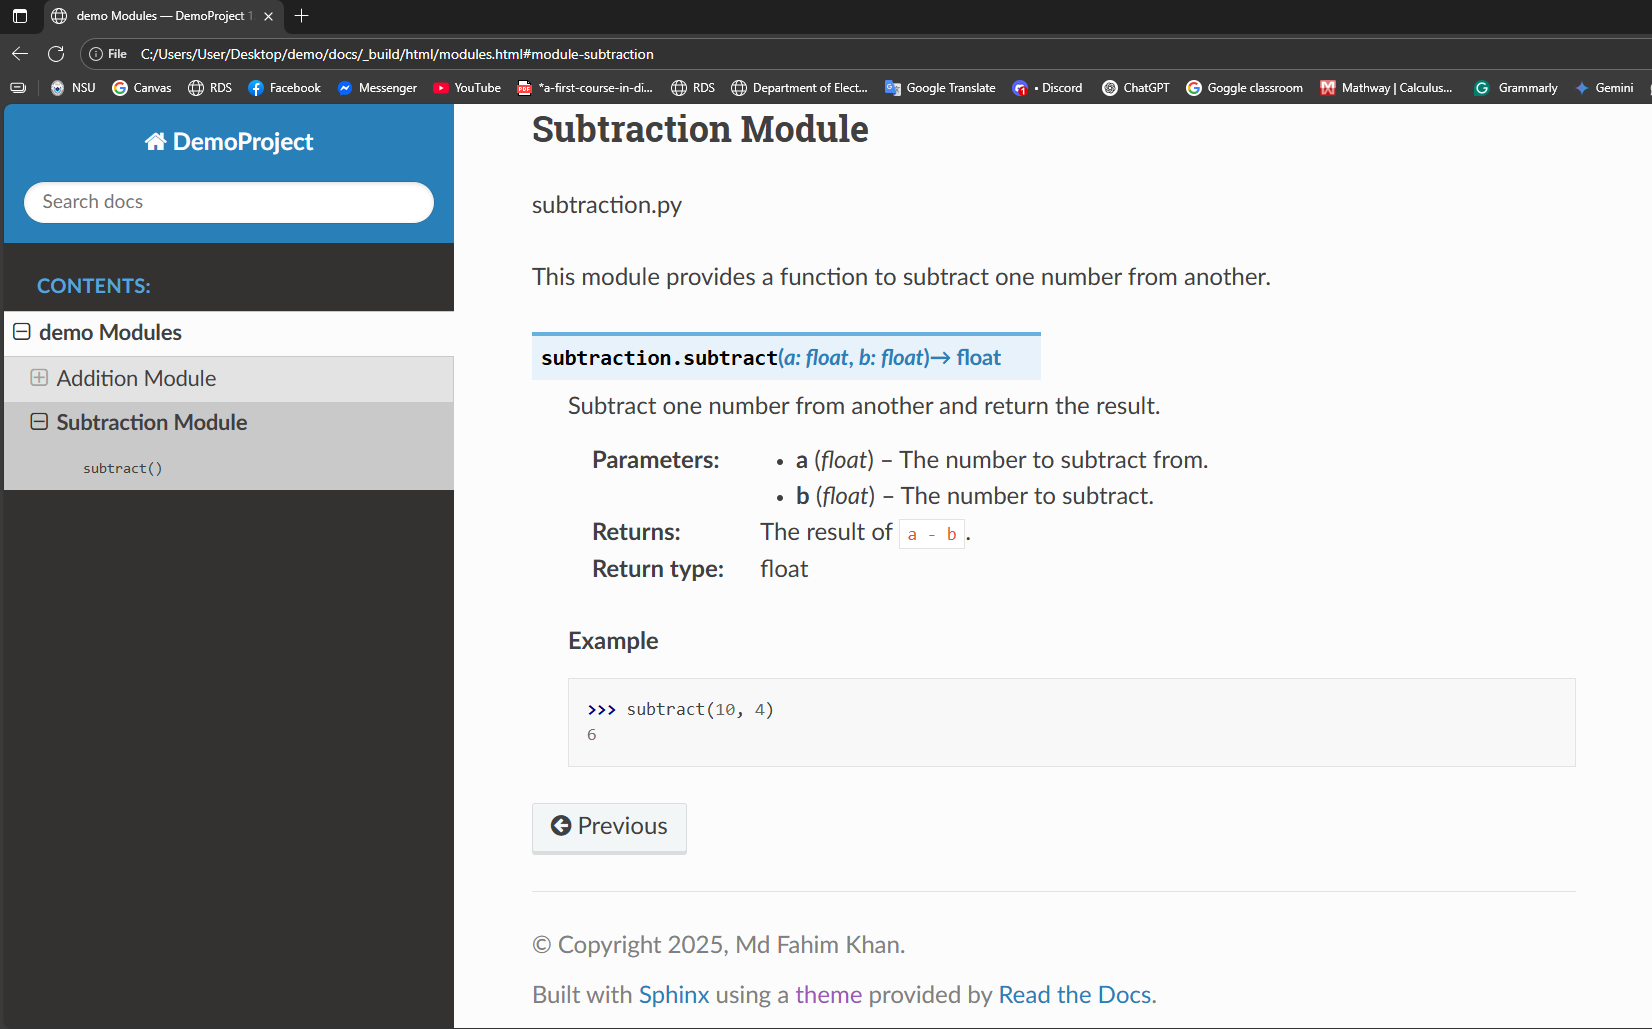 demo Modules — DemoProject 1
File C:/Users/User/Desktop/demo/docs/_build/html/modules.html#module-subtraction
NSU Canvas RDS Facebook Messenger YouTube *a-first-course-in-di... RDS Department of Elect... Google Translate • Discord ChatGPT Goggle classroom Mathway | Calculus... Grammarly Gemini
DemoProject
Search docs
CONTENTS:
demo Modules
Addition Module
Subtraction Module
subtract()
Subtraction Module
subtraction.py
This module provides a function to subtract one number from another.
subtraction.subtract(a: float, b: float)→ float
Subtract one number from another and return the result.
Parameters:
• a (float) – The number to subtract from.
• b (float) – The number to subtract.
Returns: The result of a - b.
Return type: float
Example
>>> subtract(10, 4)
6
Previous
© Copyright 2025, Md Fahim Khan.
Built with Sphinx using a theme provided by Read the Docs.